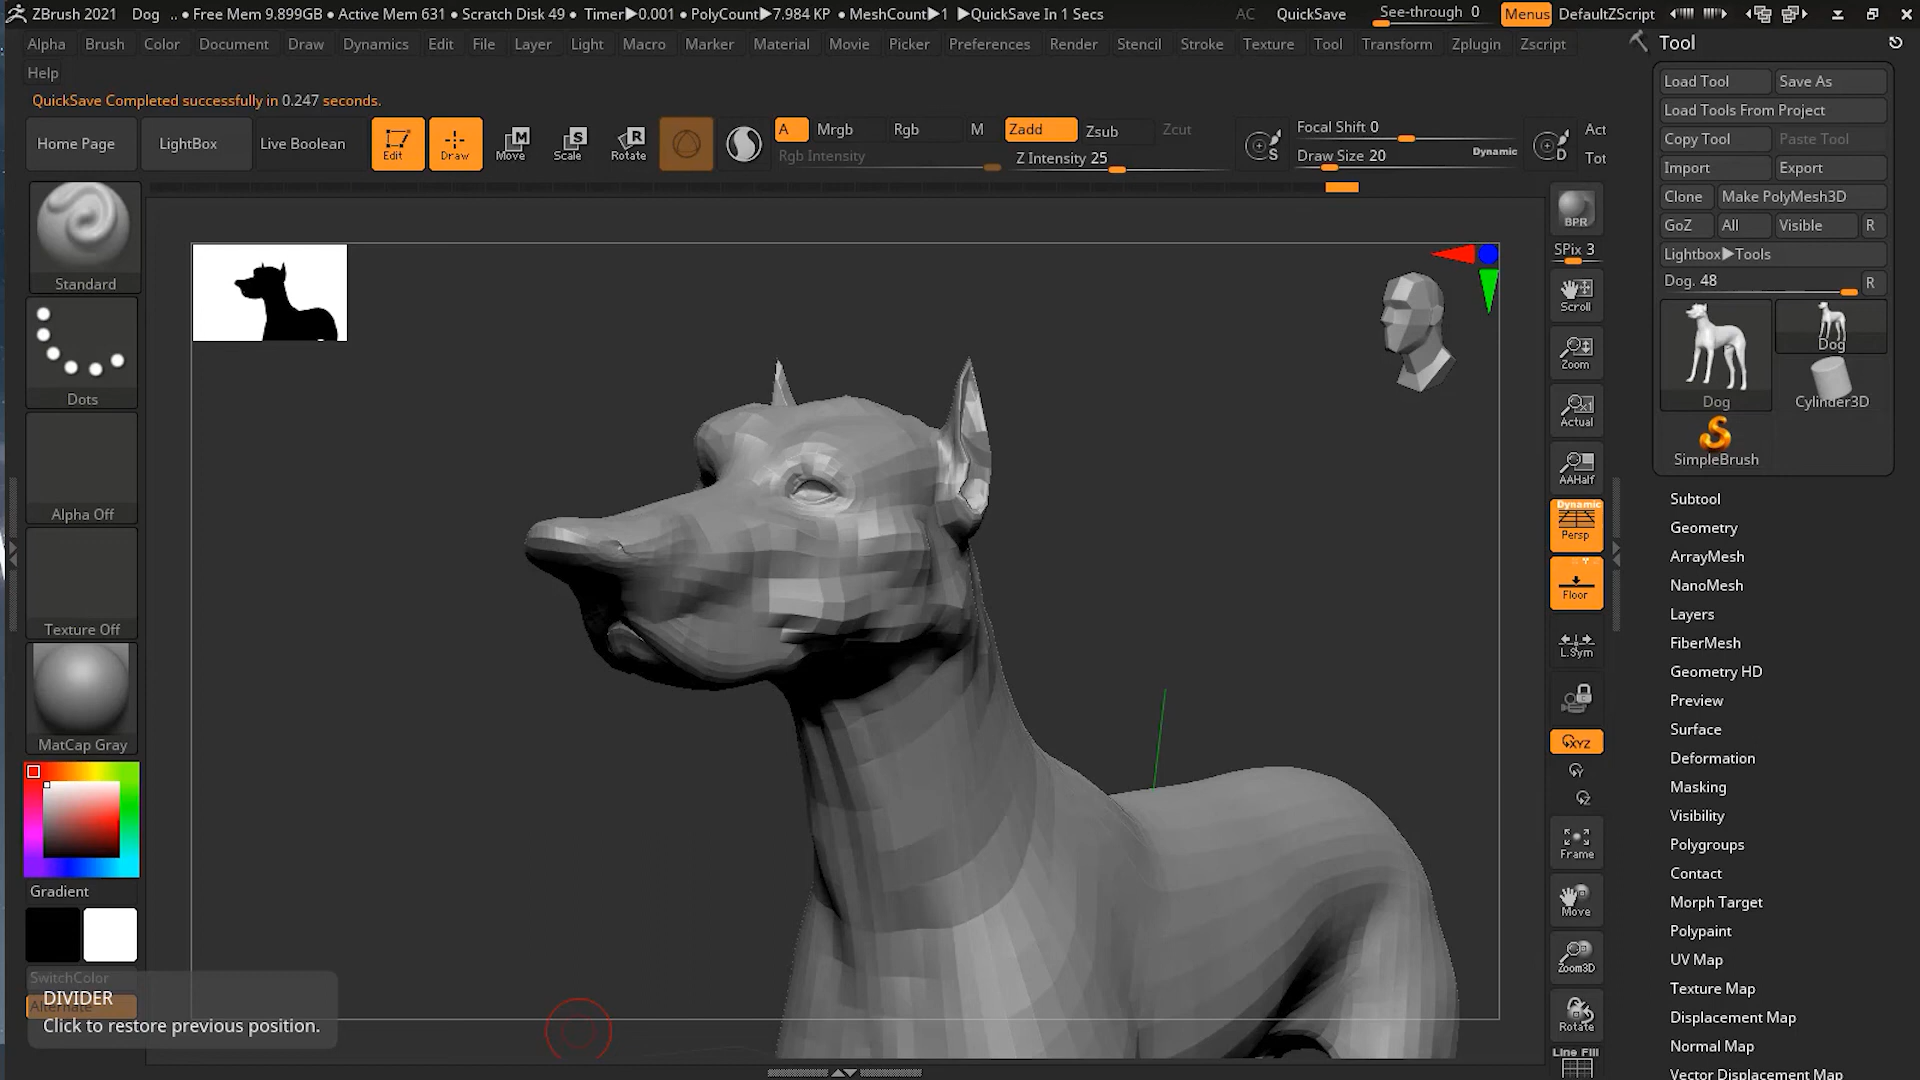 ZBrush 2021 Dog .. • Free Mem 9.899GB • Active Mem 631 • Scratch Disk 49 • Timer▶0.001 • PolyCount▶7.984 KP • MeshCount▶1 ▶QuickSave In 1 Secs AC QuickSave See-through 0 Menus DefaultZScript
Alpha Brush Color Document Draw Dynamics Edit File Layer Light Macro Marker Material Movie Picker Preferences Render Stencil Stroke Texture Tool Transform Zplugin Zscript
Help
QuickSave Completed successfully in 0.247 seconds.
Home Page LightBox Live Boolean Edit Draw Move Scale Rotate
M S R
A Mrgb Rgb M Zadd Zsub Zcut
Rgb Intensity Z Intensity 25
S Focal Shift 0
Draw Size 20 Dynamic D Act
Tot
Standard
Dots
Alpha Off
Texture Off
MatCap Gray
Gradient
SwitchColor
Alternate
DIVIDER
Click to restore previous position.
BPR
SPix 3
Scroll
Zoom
Actual
AAHalf
Dynamic
Persp
Floor
L.Sym
XYZ
Y
Z
Frame
Move
Zoom3D
Rotate
Line Fill
Tool
Load Tool Save As
Load Tools From Project
Copy Tool Paste Tool
Import Export
Clone Make PolyMesh3D
GoZ All Visible R
Lightbox▶Tools
Dog. 48 R
Dog
Dog Cylinder3D
SimpleBrush
Subtool
Geometry
ArrayMesh
NanoMesh
Layers
FiberMesh
Geometry HD
Preview
Surface
Deformation
Masking
Visibility
Polygroups
Contact
Morph Target
Polypaint
UV Map
Texture Map
Displacement Map
Normal Map
Vector Displacement Map